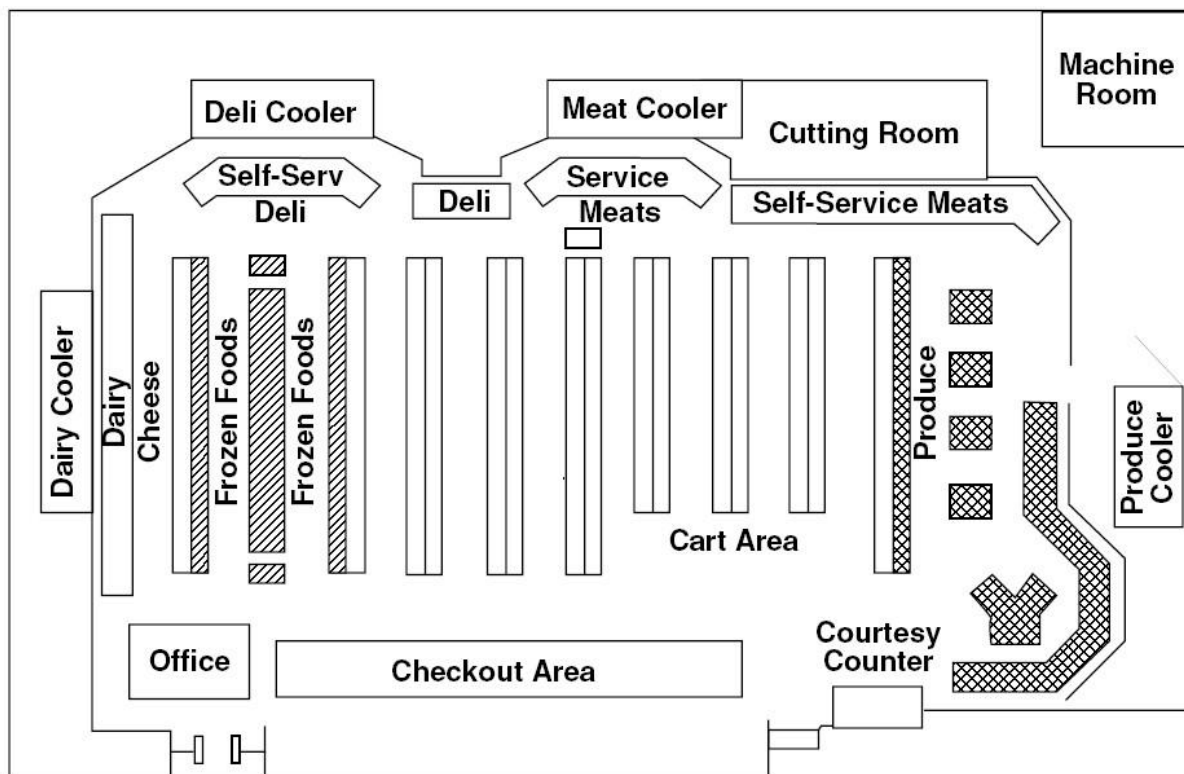 Machine
Room
Deli Cooler
Meat Cooler
Cutting Room
Self-Serv
Deli
Deli
Service
Meats
Self-Service Meats
Dairy Cooler
Dairy
Cheese
Frozen Foods
Frozen Foods
Produce
Produce
Cooler
Cart Area
Office
Checkout Area
Courtesy
Counter